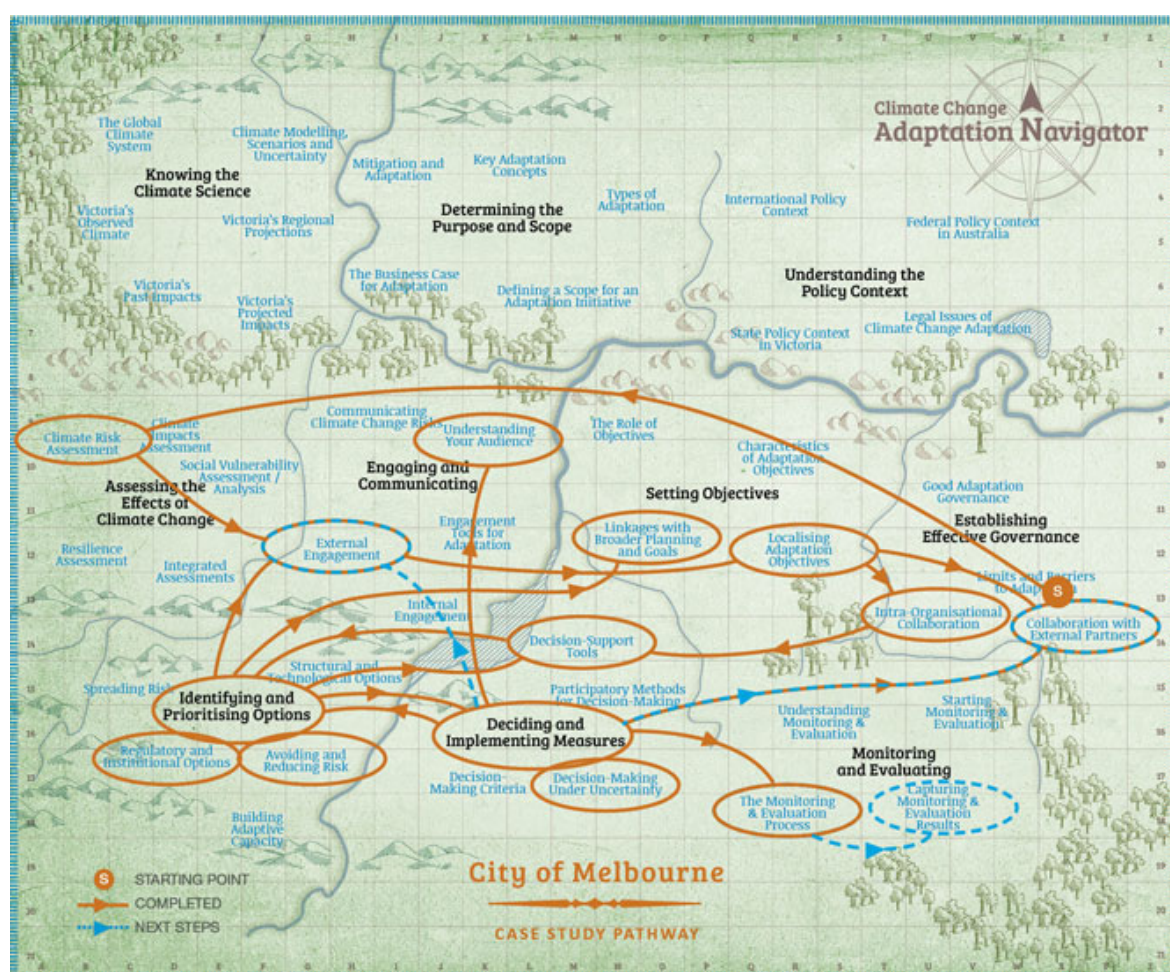 Climate Change
Adaptation Navigator
The Global
Climate
System
Climate Modelling,
Scenarios and
Uncertainty
Knowing the
Climate Science
Victoria's
Observed
Climate
Victoria's Regional
Projections
Victoria's
Past Impacts
Victoria's
Projected
Impacts
Mitigation and
Adaptation
Key Adaptation
Concepts
Types of
Adaptation
Determining the
Purpose and Scope
The Business Case
for Adaptation
Defining a Scope for an
Adaptation Initiative
International Policy
Context
Federal Policy Context
in Australia
Understanding the
Policy Context
Legal Issues of
Climate Change Adaptation
State Policy Context
in Victoria
Climate Risk
Assessment
Climate
Impacts
Assessment
Social Vulnerability
Assessment /
Analysis
Assessing the
Effects of
Climate Change
Resilience
Assessment
Integrated
Assessments
Communicating
Climate Change Risks
Understanding
Your Audience
Engaging and
Communicating
External
Engagement
Engagement
Tools for
Adaptation
Internal
Engagement
The Role of
Objectives
Characteristics
of Adaptation
Objectives
Setting Objectives
Linkages with
Broader Planning
and Goals
Localising
Adaptation
Objectives
Good Adaptation
Governance
Establishing
Effective Governance
Limits and Barriers
to Adaptation
S
Intra-Organisational
Collaboration
Collaboration with
External Partners
Spreading Risk
Structural and
Technological Options
Identifying and
Prioritising Options
Regulatory and
Institutional Options
Avoiding and
Reducing Risk
Building
Adaptive
Capacity
Decision-Support
Tools
Participatory Methods
for Decision-Making
Deciding and
Implementing Measures
Decision-
Making Criteria
Decision-Making
Under Uncertainty
Understanding
Monitoring &
Evaluation
Starting
Monitoring &
Evaluation
Monitoring
and Evaluating
The Monitoring
& Evaluation
Process
Capturing
Monitoring &
Evaluation
Results
S STARTING POINT
COMPLETED
NEXT STEPS
City of Melbourne
CASE STUDY PATHWAY